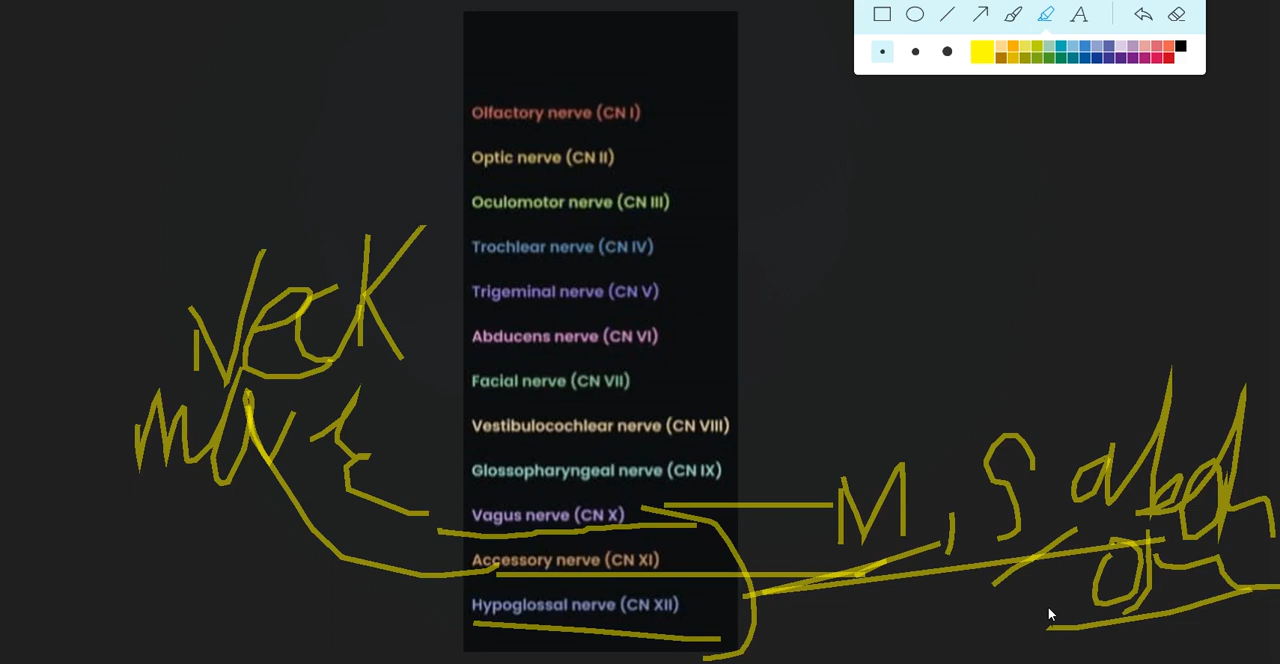 Olfactory nerve (CN I)
Optic nerve (CN II)
Oculomotor nerve (CN III)
Trochlear nerve (CN IV)
Trigeminal nerve (CN V)
Abducens nerve (CN VI)
Facial nerve (CN VII)
Vestibulocochlear nerve (CN VIII)
Glossopharyngeal nerve (CN IX)
Vagus nerve (CN X)
Accessory nerve (CN XI)
Hypoglossal nerve (CN XII)
Neck
M, S
A